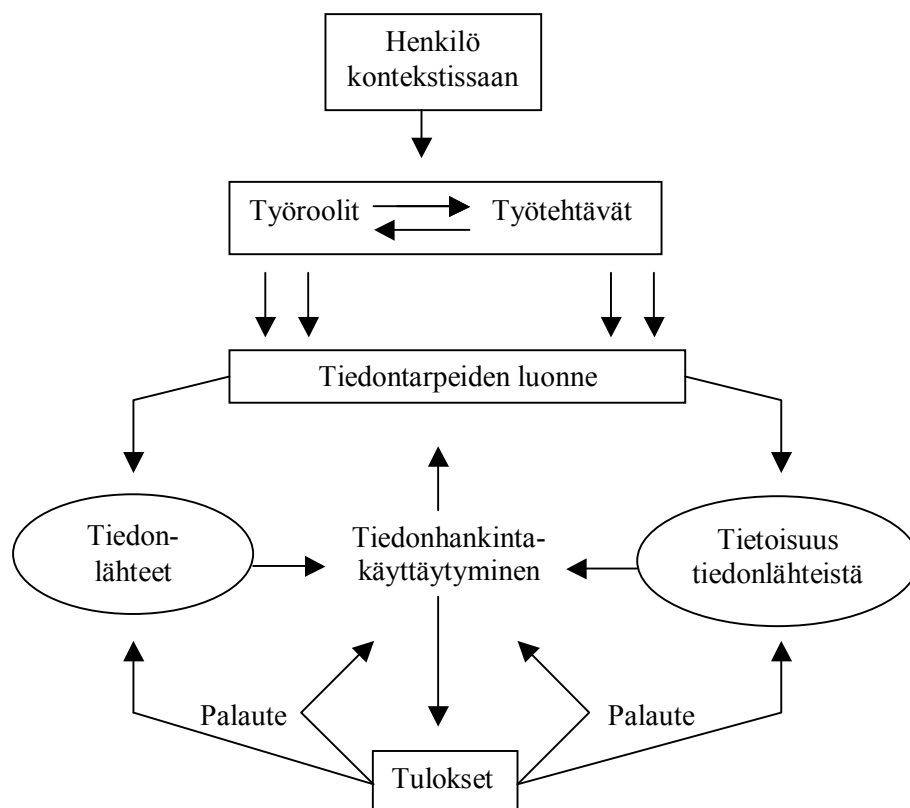 Henkilö
kontekstissaan
Työroolit Työtehtävät
Tiedontarpeiden luonne
Tiedon-
lähteet
Tiedonhankinta-
käyttäytyminen
Tietoisuus
tiedonlähteistä
Palaute Palaute
Tulokset